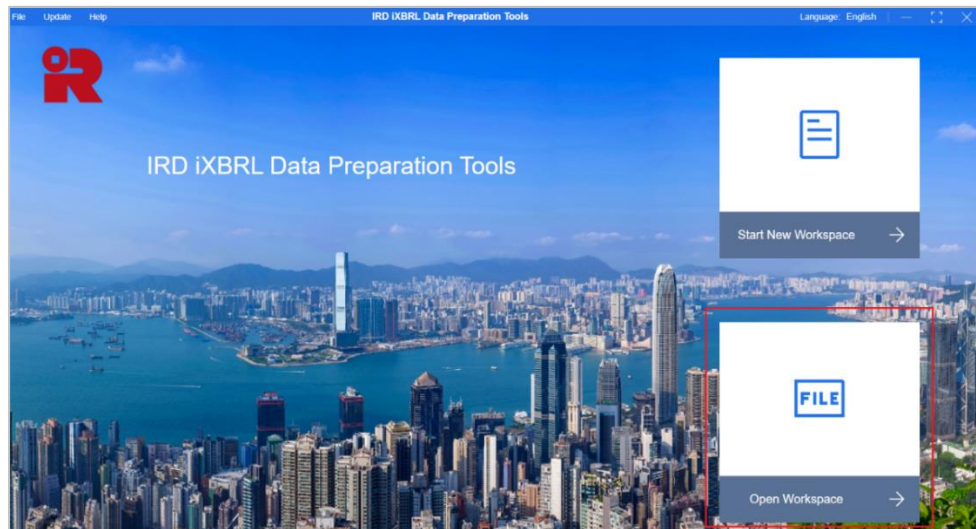 File Update Help IRD iXBRL Data Preparation Tools Language: English
IRD iXBRL Data Preparation Tools
Start New Workspace
FILE
Open Workspace